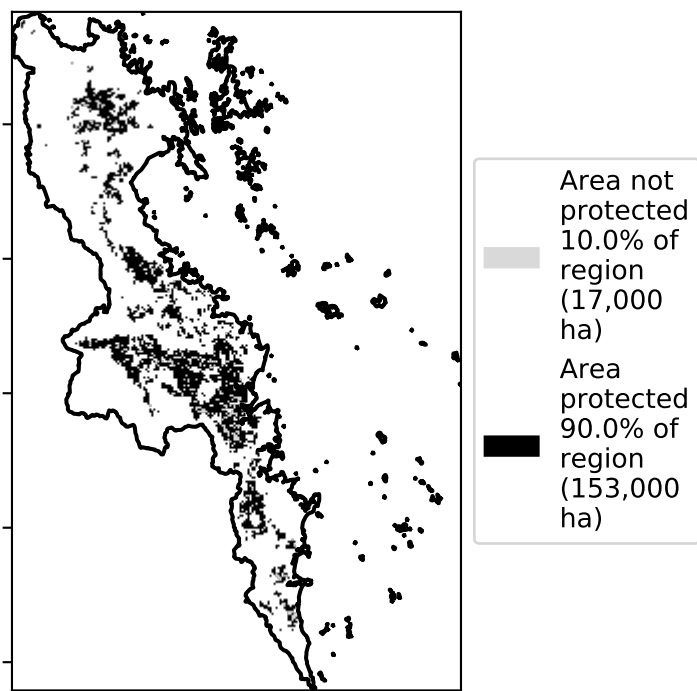 Area not
protected
10.0% of
region
(17,000
ha)
Area
protected
90.0% of
region
(153,000
ha)